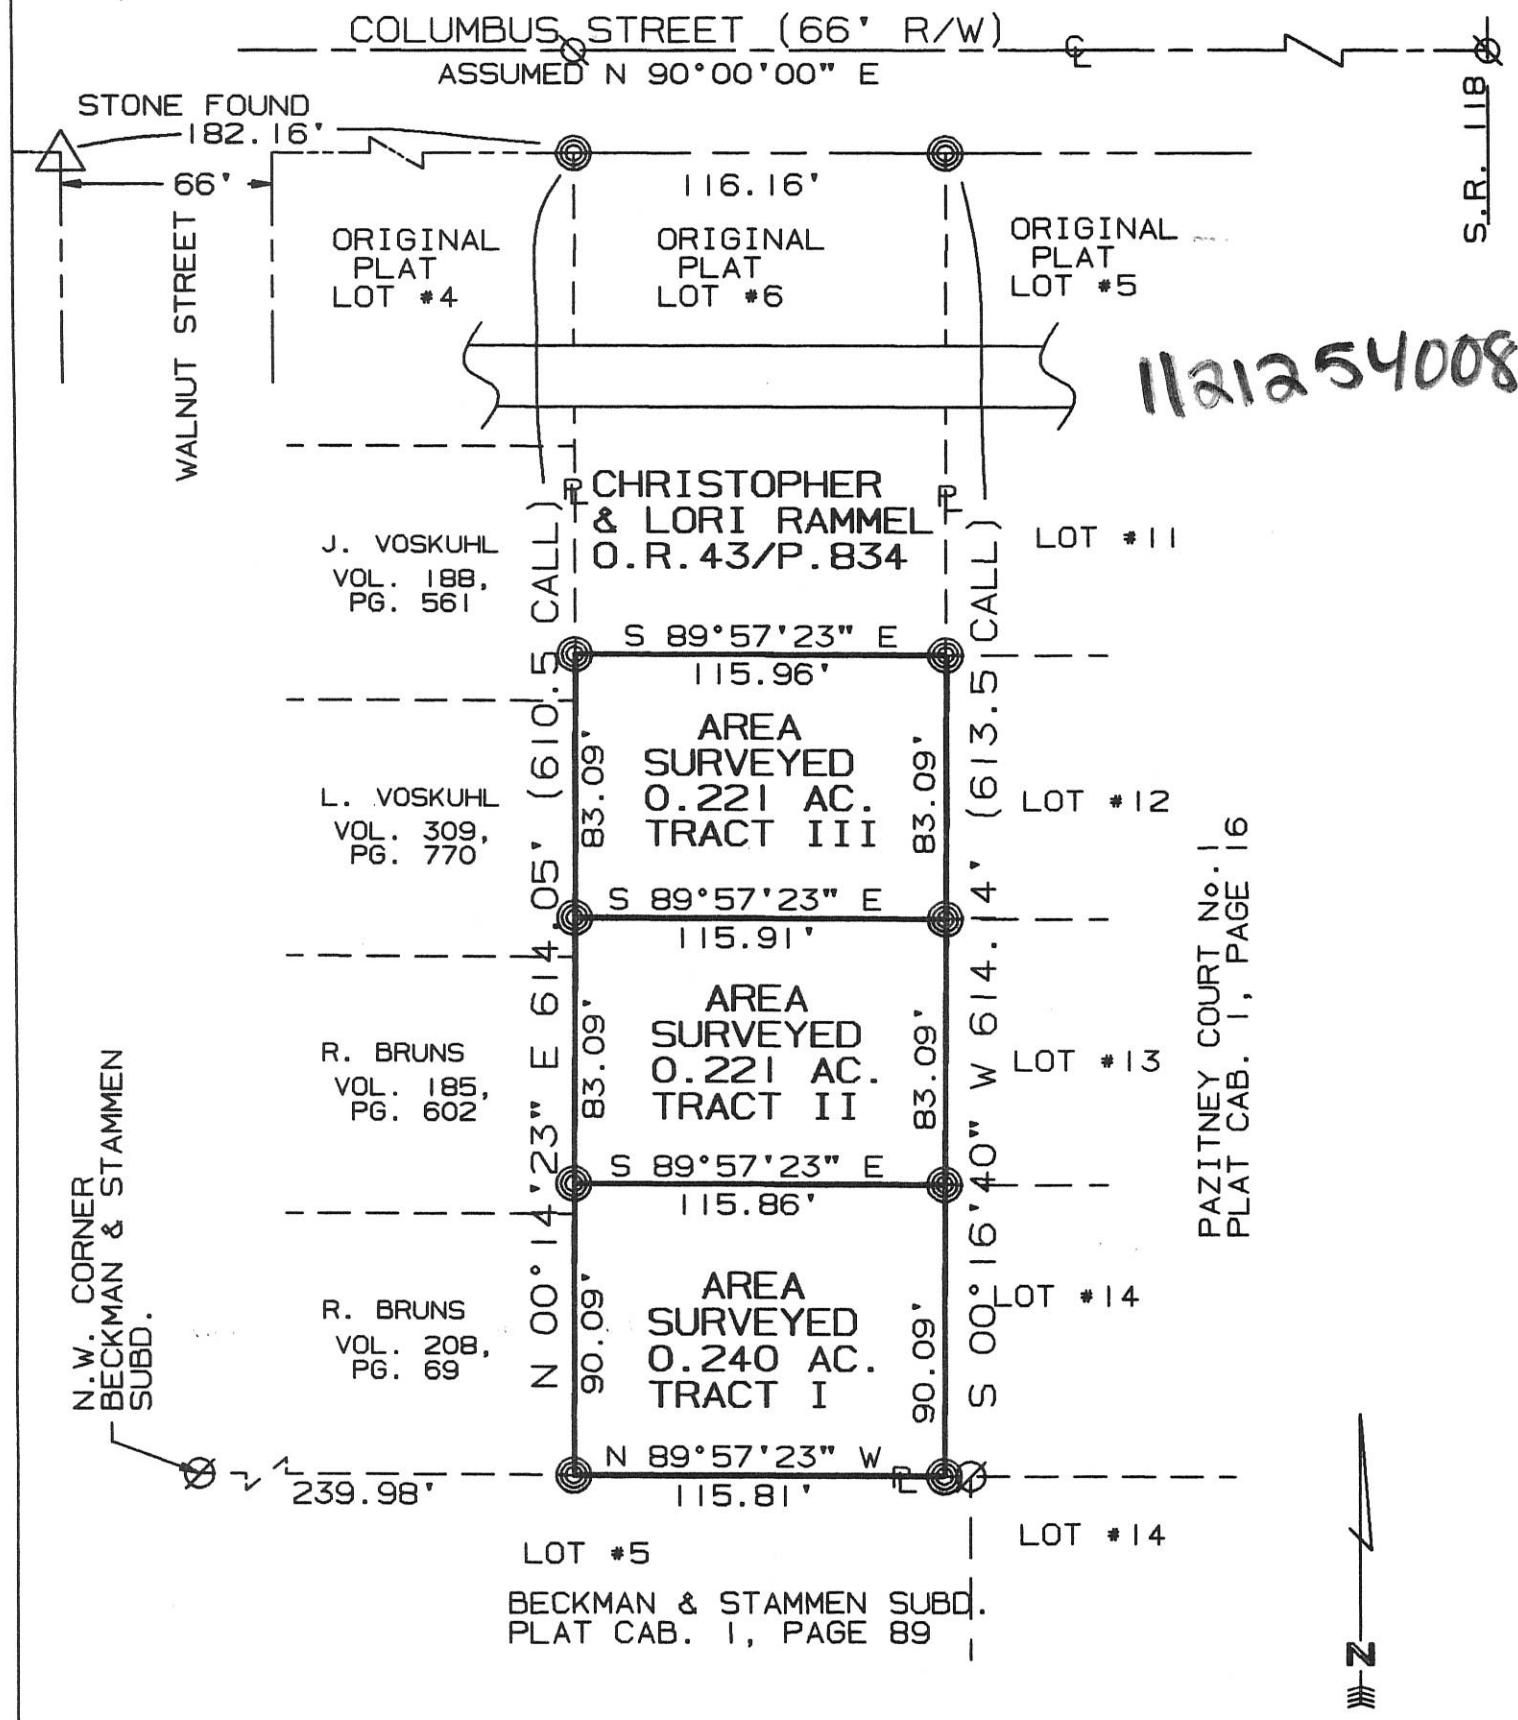 COLUMBUS STREET (66' R/W)
ASSUMED N 90°00'00" E
S.R. 118
STONE FOUND
182.16'
66'
116.16'
WALNUT STREET
ORIGINAL
PLAT
LOT #4
ORIGINAL
PLAT
LOT #6
ORIGINAL
PLAT
LOT #5
1121254008
CHRISTOPHER
& LORI RAMMEL
O.R.43/P.834
J. VOSKUHL
VOL. 188,
PG. 561
LOT #11
N 00°14'23" E 614.05' (610.5 CALL)
S 00°16'40" W 614.14' (613.5 CALL)
S 89°57'23" E
115.96'
AREA
SURVEYED
0.221 AC.
TRACT III
83.09'
83.09'
L. VOSKUHL
VOL. 309,
PG. 770
LOT #12
S 89°57'23" E
115.91'
AREA
SURVEYED
0.221 AC.
TRACT II
83.09'
83.09'
R. BRUNS
VOL. 185,
PG. 602
LOT #13
PAZITNEY COURT No.1
PLAT CAB. 1, PAGE 16
S 89°57'23" E
115.86'
AREA
SURVEYED
0.240 AC.
TRACT I
90.09'
90.09'
R. BRUNS
VOL. 208,
PG. 69
LOT #14
N.W. CORNER
BECKMAN & STAMMEN
SUBD.
N 89°57'23" W
115.81'
239.98'
LOT #14
LOT #5
BECKMAN & STAMMEN SUBD.
PLAT CAB. 1, PAGE 89
N